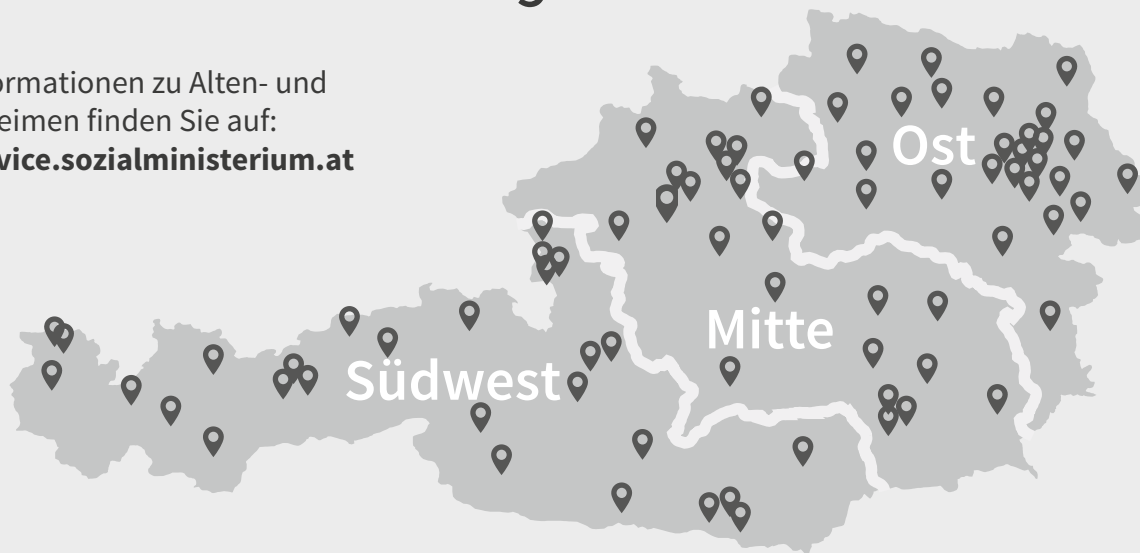 ormationen zu Alten- und
eimen finden Sie auf:
vice.sozialministerium.at
Ost
Mitte
Südwest